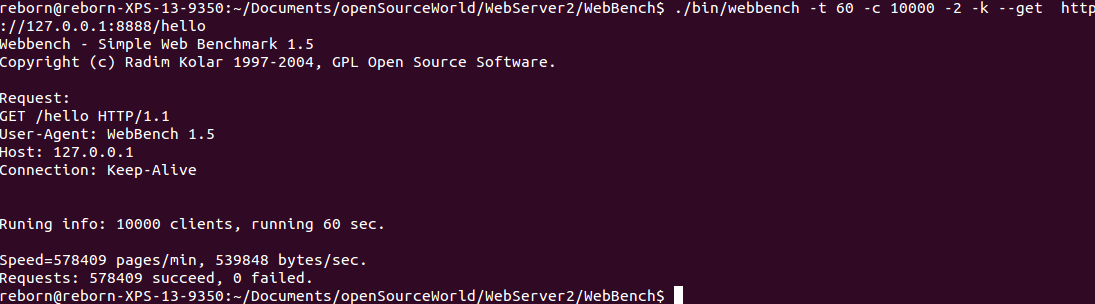 reborn@reborn-XPS-13-9350:~/Documents/openSourceWorld/WebServer2/WebBench$ ./bin/webbench -t 60 -c 10000 -2 -k --get  http
://127.0.0.1:8888/hello
Webbench - Simple Web Benchmark 1.5
Copyright (c) Radim Kolar 1997-2004, GPL Open Source Software.

Request:
GET /hello HTTP/1.1
User-Agent: WebBench 1.5
Host: 127.0.0.1
Connection: Keep-Alive


Runing info: 10000 clients, running 60 sec.

Speed=578409 pages/min, 539848 bytes/sec.
Requests: 578409 succeed, 0 failed.
reborn@reborn-XPS-13-9350:~/Documents/openSourceWorld/WebServer2/WebBench$